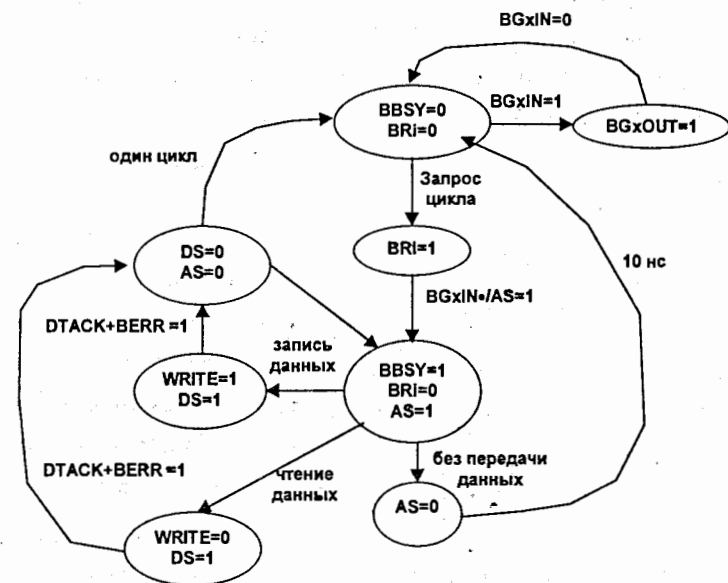 BGxIN=0
BBSY=0
BRi=0
BGxIN=1
BGxOUT=1
один цикл
Запрос
цикла
DS=0
AS=0
BRi=1
10 нс
BGxIN•/AS=1
DTACK+BERR=1
запись
данных
BBSY=1
BRi=0
AS=1
WRITE=1
DS=1
без передачи
данных
DTACK+BERR=1
чтение
данных
AS=0
WRITE=0
DS=1